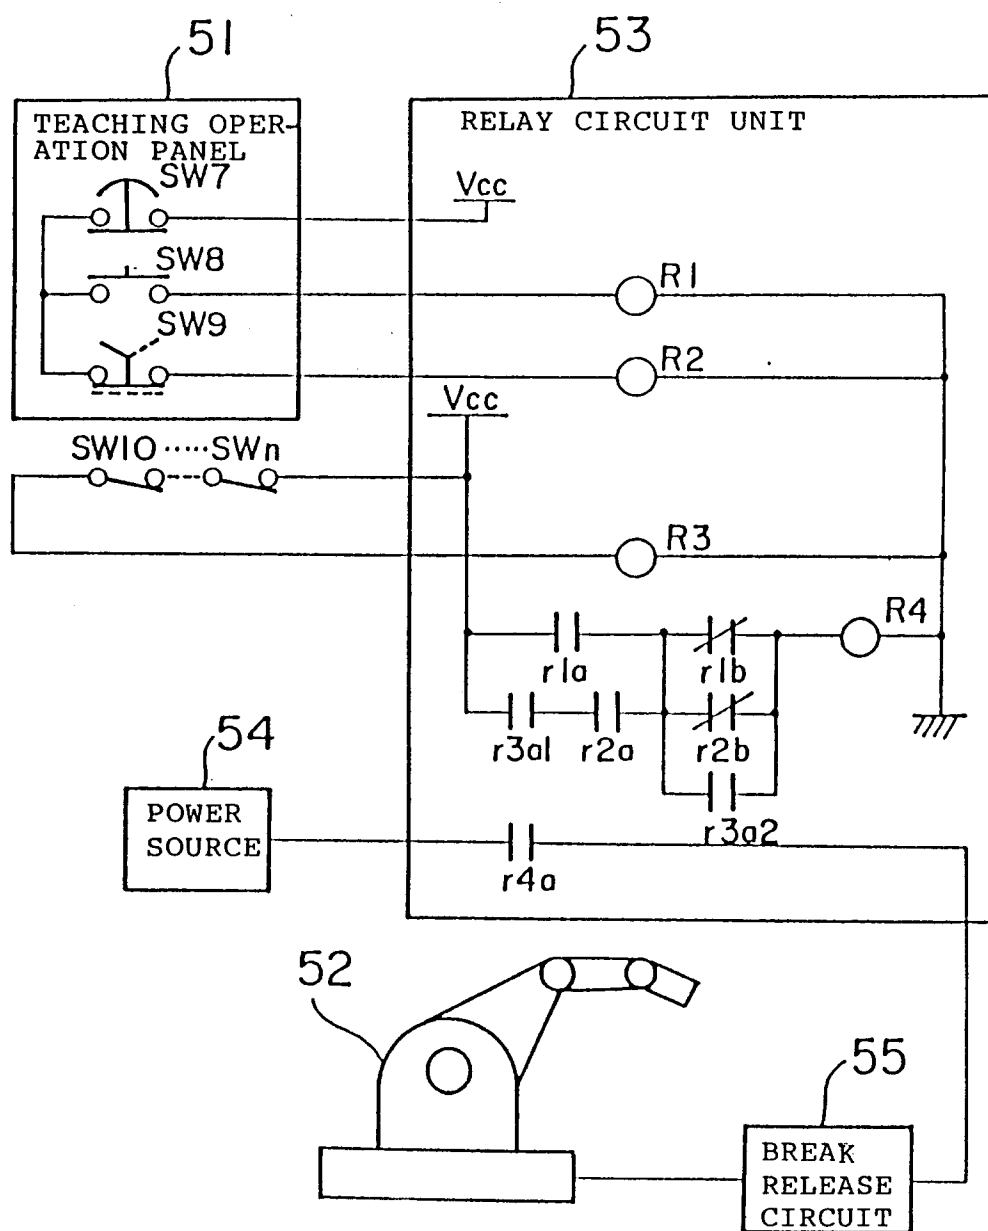 51
53
TEACHING OPER-
ATION PANEL
SW7
SW8
SW9
RELAY CIRCUIT UNIT
Vcc
R1
R2
Vcc
SW10.....SWn
R3
R4
r1a
r1b
r3a1
r2a
r2b
r3a2
54
POWER
SOURCE
r4a
52
55
BREAK
RELEASE
CIRCUIT